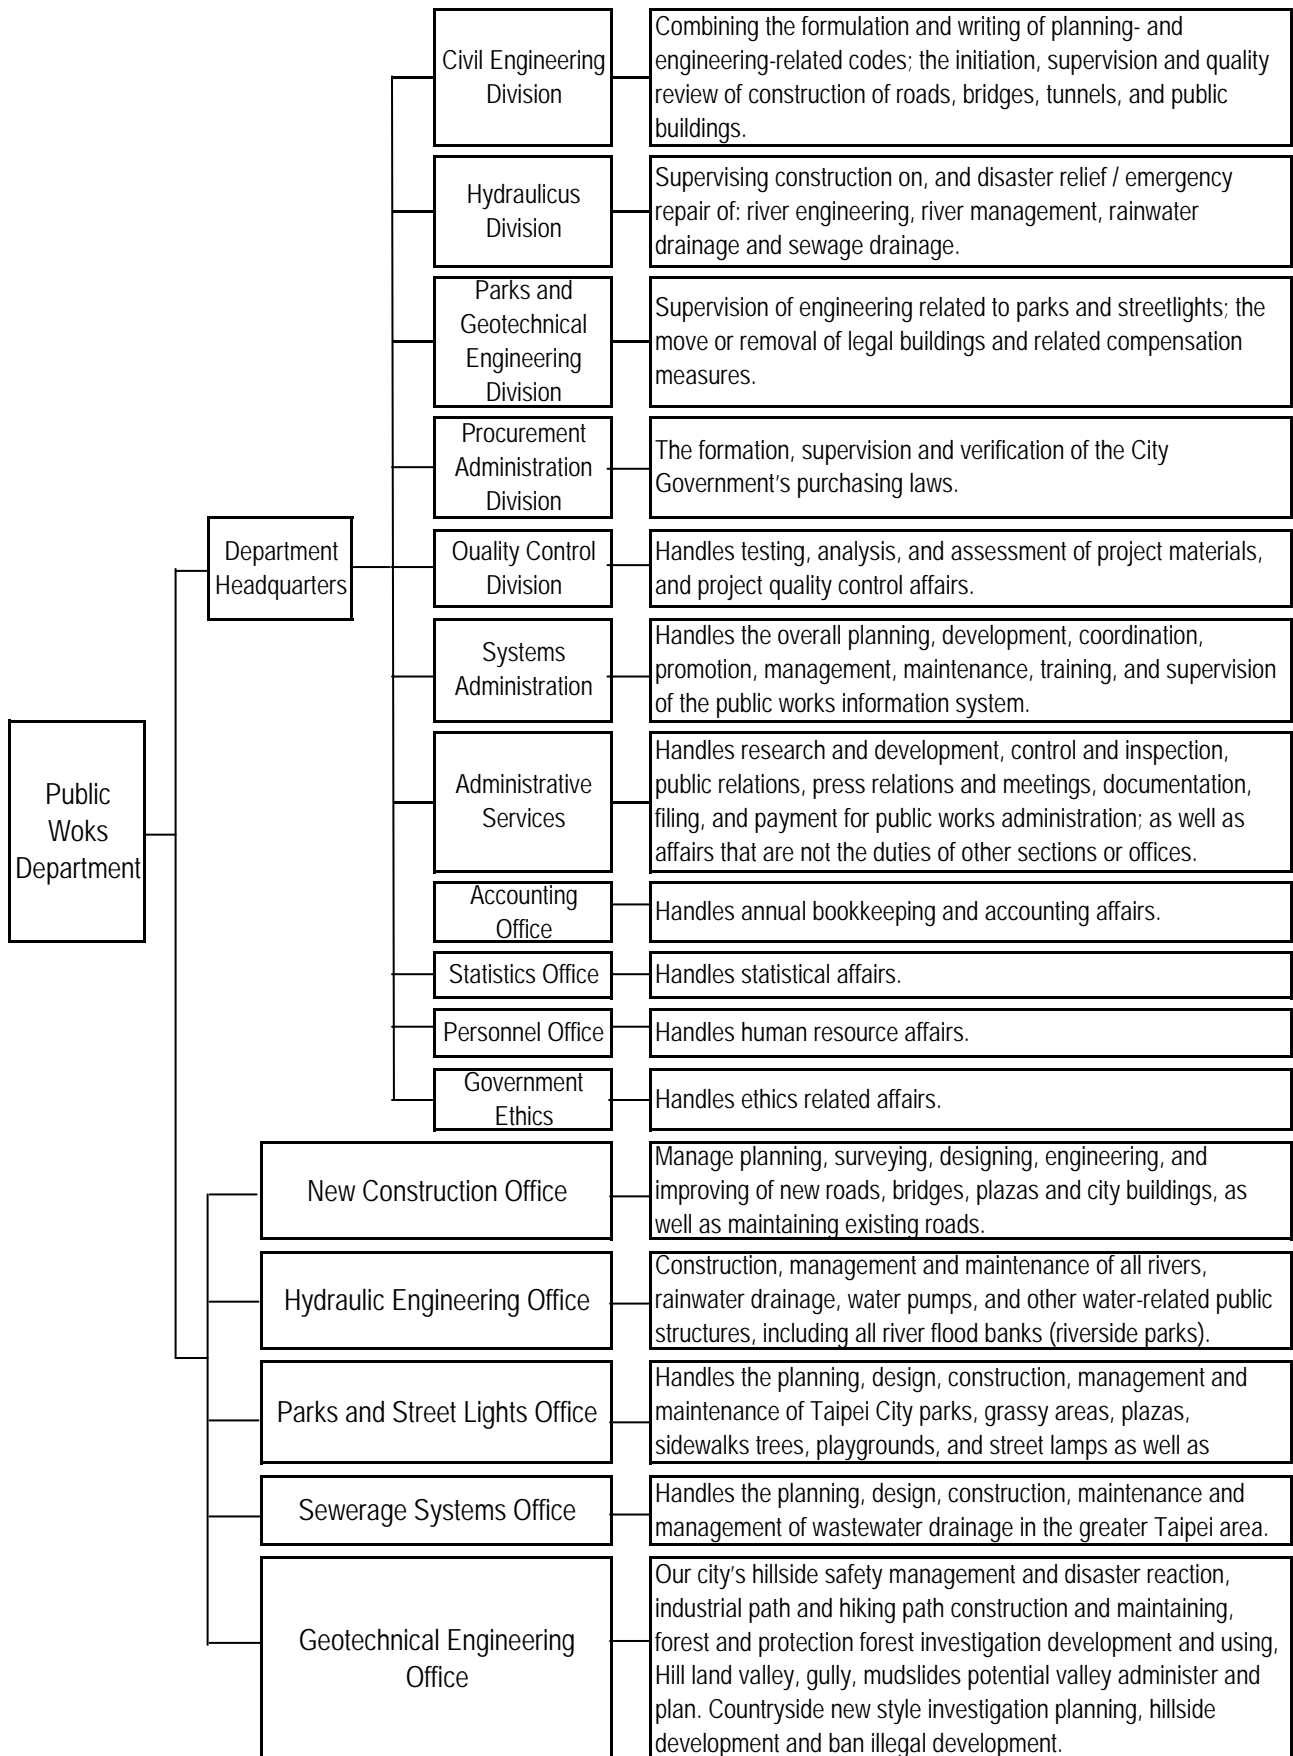 Civil Engineering
Division
Combining the formulation and writing of planning- and
engineering-related codes; the initiation, supervision and quality
review of construction of roads, bridges, tunnels, and public
buildings.
Hydraulicus
Division
Supervising construction on, and disaster relief / emergency
repair of: river engineering, river management, rainwater
drainage and sewage drainage.
Parks and
Geotechnical
Engineering
Division
Supervision of engineering related to parks and streetlights; the
move or removal of legal buildings and related compensation
measures.
Procurement
Administration
Division
The formation, supervision and verification of the City
Government's purchasing laws.
Department
Headquarters
Ouality Control
Division
Handles testing, analysis, and assessment of project materials,
and project quality control affairs.
Systems
Administration
Handles the overall planning, development, coordination,
promotion, management, maintenance, training, and supervision
of the public works information system.
Public
Woks
Department
Administrative
Services
Handles research and development, control and inspection,
public relations, press relations and meetings, documentation,
filing, and payment for public works administration; as well as
affairs that are not the duties of other sections or offices.
Accounting
Office
Handles annual bookkeeping and accounting affairs.
Statistics Office
Handles statistical affairs.
Personnel Office
Handles human resource affairs.
Government
Ethics
Handles ethics related affairs.
New Construction Office
Manage planning, surveying, designing, engineering, and
improving of new roads, bridges, plazas and city buildings, as
well as maintaining existing roads.
Hydraulic Engineering Office
Construction, management and maintenance of all rivers,
rainwater drainage, water pumps, and other water-related public
structures, including all river flood banks (riverside parks).
Parks and Street Lights Office
Handles the planning, design, construction, management and
maintenance of Taipei City parks, grassy areas, plazas,
sidewalks trees, playgrounds, and street lamps as well as
Sewerage Systems Office
Handles the planning, design, construction, maintenance and
management of wastewater drainage in the greater Taipei area.
Geotechnical Engineering
Office
Our city's hillside safety management and disaster reaction,
industrial path and hiking path construction and maintaining,
forest and protection forest investigation development and using,
Hill land valley, gully, mudslides potential valley administer and
plan. Countryside new style investigation planning, hillside
development and ban illegal development.